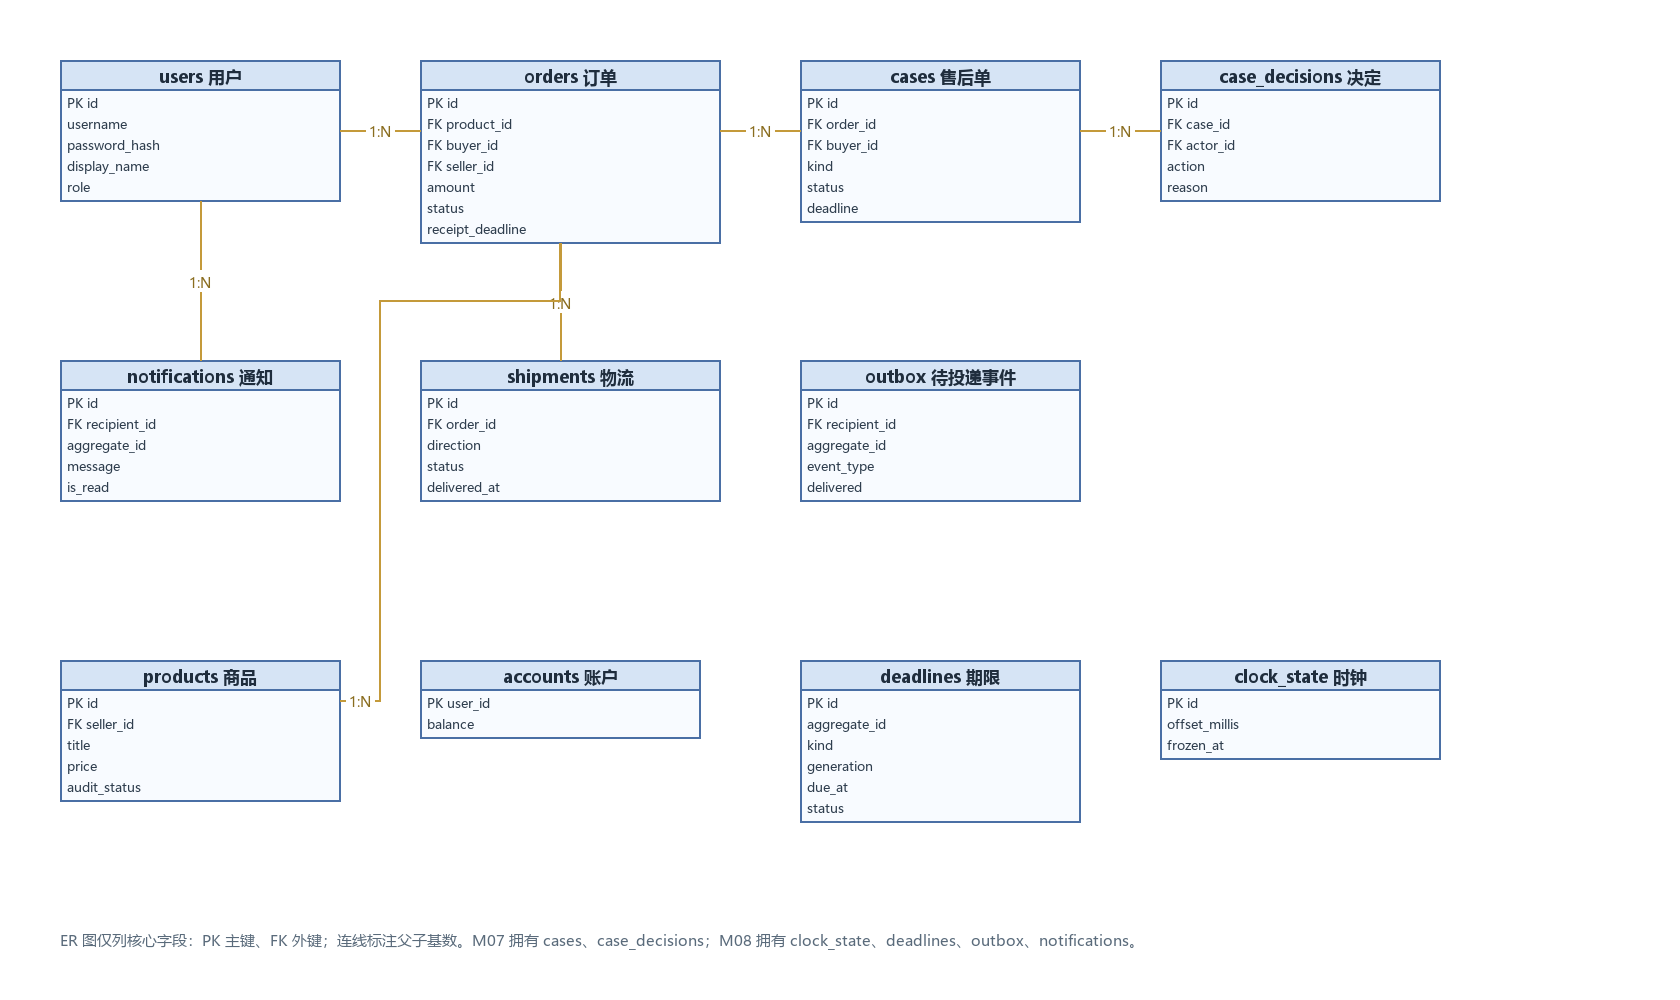 users 用户
PK id
username
password_hash
display_name
role
1:N
orders 订单
PK id
FK product_id
FK buyer_id
FK seller_id
amount
status
receipt_deadline
1:N
cases 售后单
PK id
FK order_id
FK buyer_id
kind
status
deadline
1:N
case_decisions 决定
PK id
FK case_id
FK actor_id
action
reason
1:N
1:N
notifications 通知
PK id
FK recipient_id
aggregate_id
message
is_read
shipments 物流
PK id
FK order_id
direction
status
delivered_at
outbox 待投递事件
PK id
FK recipient_id
aggregate_id
event_type
delivered
products 商品
PK id
FK seller_id
title
price
audit_status
1:N
accounts 账户
PK user_id
balance
deadlines 期限
PK id
aggregate_id
kind
generation
due_at
status
clock_state 时钟
PK id
offset_millis
frozen_at
ER 图仅列核心字段：PK 主键、FK 外键；连线标注父子基数。M07 拥有 cases、case_decisions；M08 拥有 clock_state、deadlines、outbox、notifications。